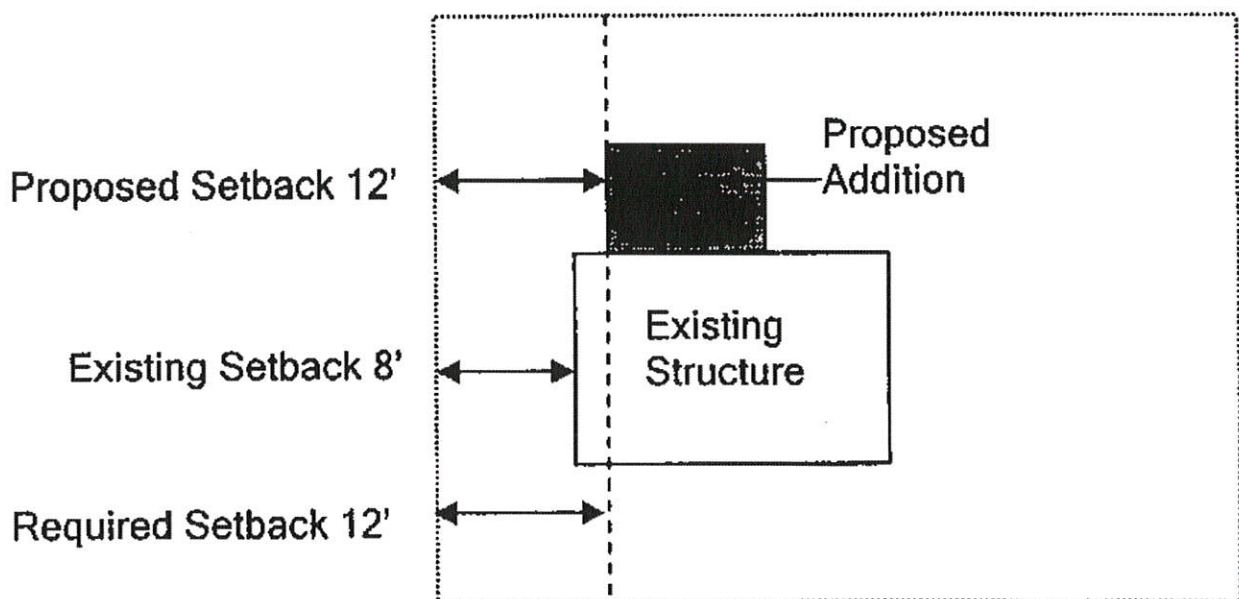 Proposed
Addition
Proposed Setback 12'
Existing
Structure
Existing Setback 8'
Required Setback 12'